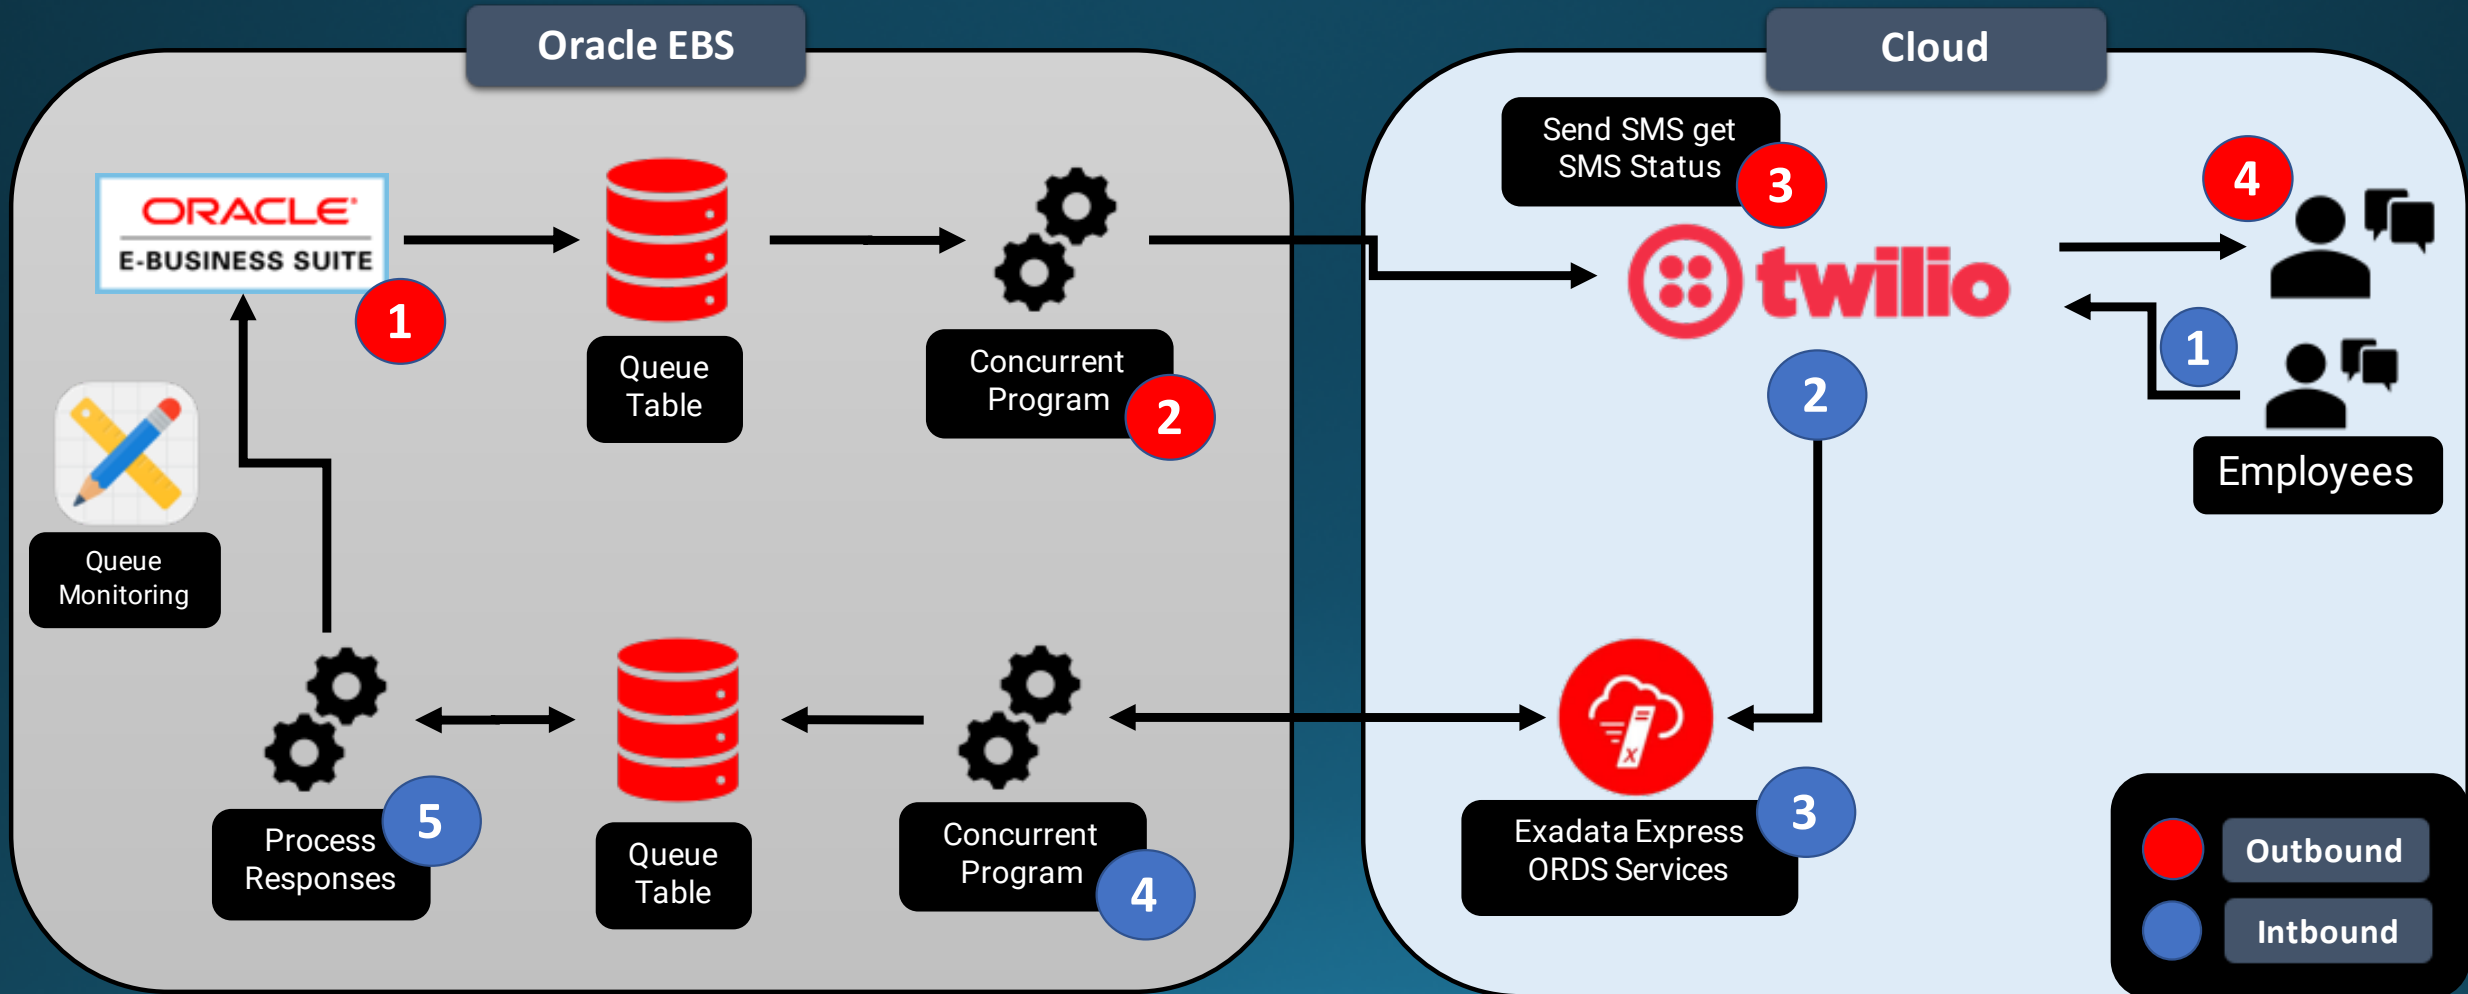 Oracle EBS
Cloud
Send SMS get
SMS Status
3
4
ORACLE
E-BUSINESS SUITE
1
twilio
Queue
Table
Concurrent
Program
2
2
1
Employees
Queue
Monitoring
Process
Responses
5
Queue
Table
Concurrent
Program
4
X
Exadata Express
ORDS Services
3
Outbound
Intbound